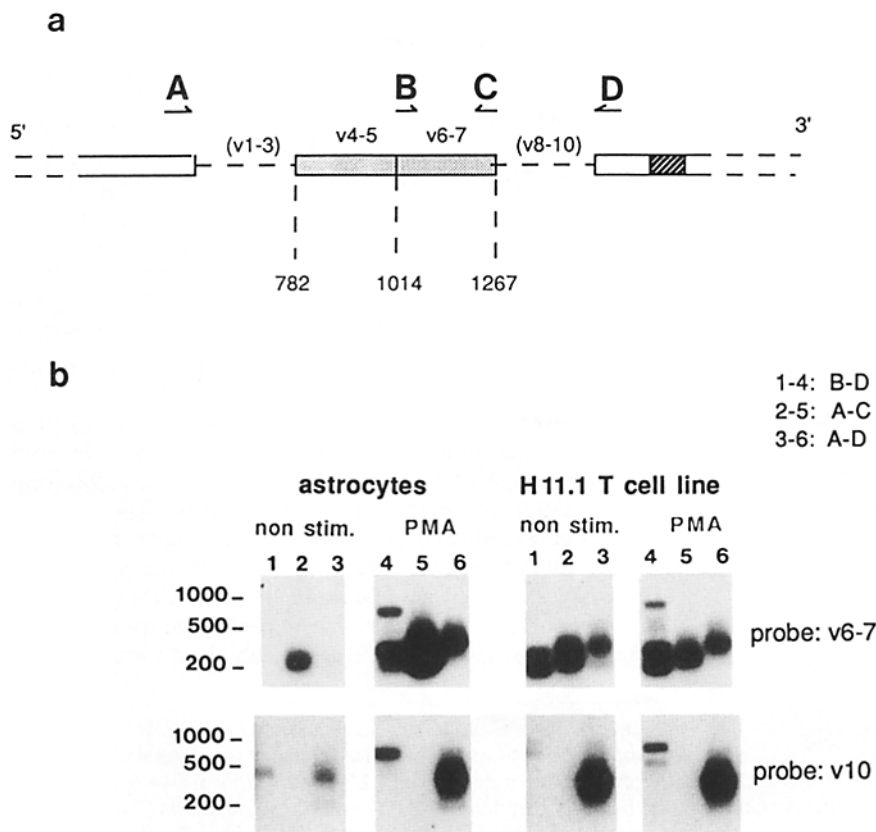 a
A B C D
5' (v1-3) v4-5 v6-7 (v8-10) 3'
782 1014 1267
b
1-4: B-D
2-5: A-C
3-6: A-D
astrocytes H11.1 T cell line
non stim. PMA non stim. PMA
1 2 3 4 5 6 1 2 3 4 5 6
1000
500
200
probe: v6-7
1000
500
200
probe: v10